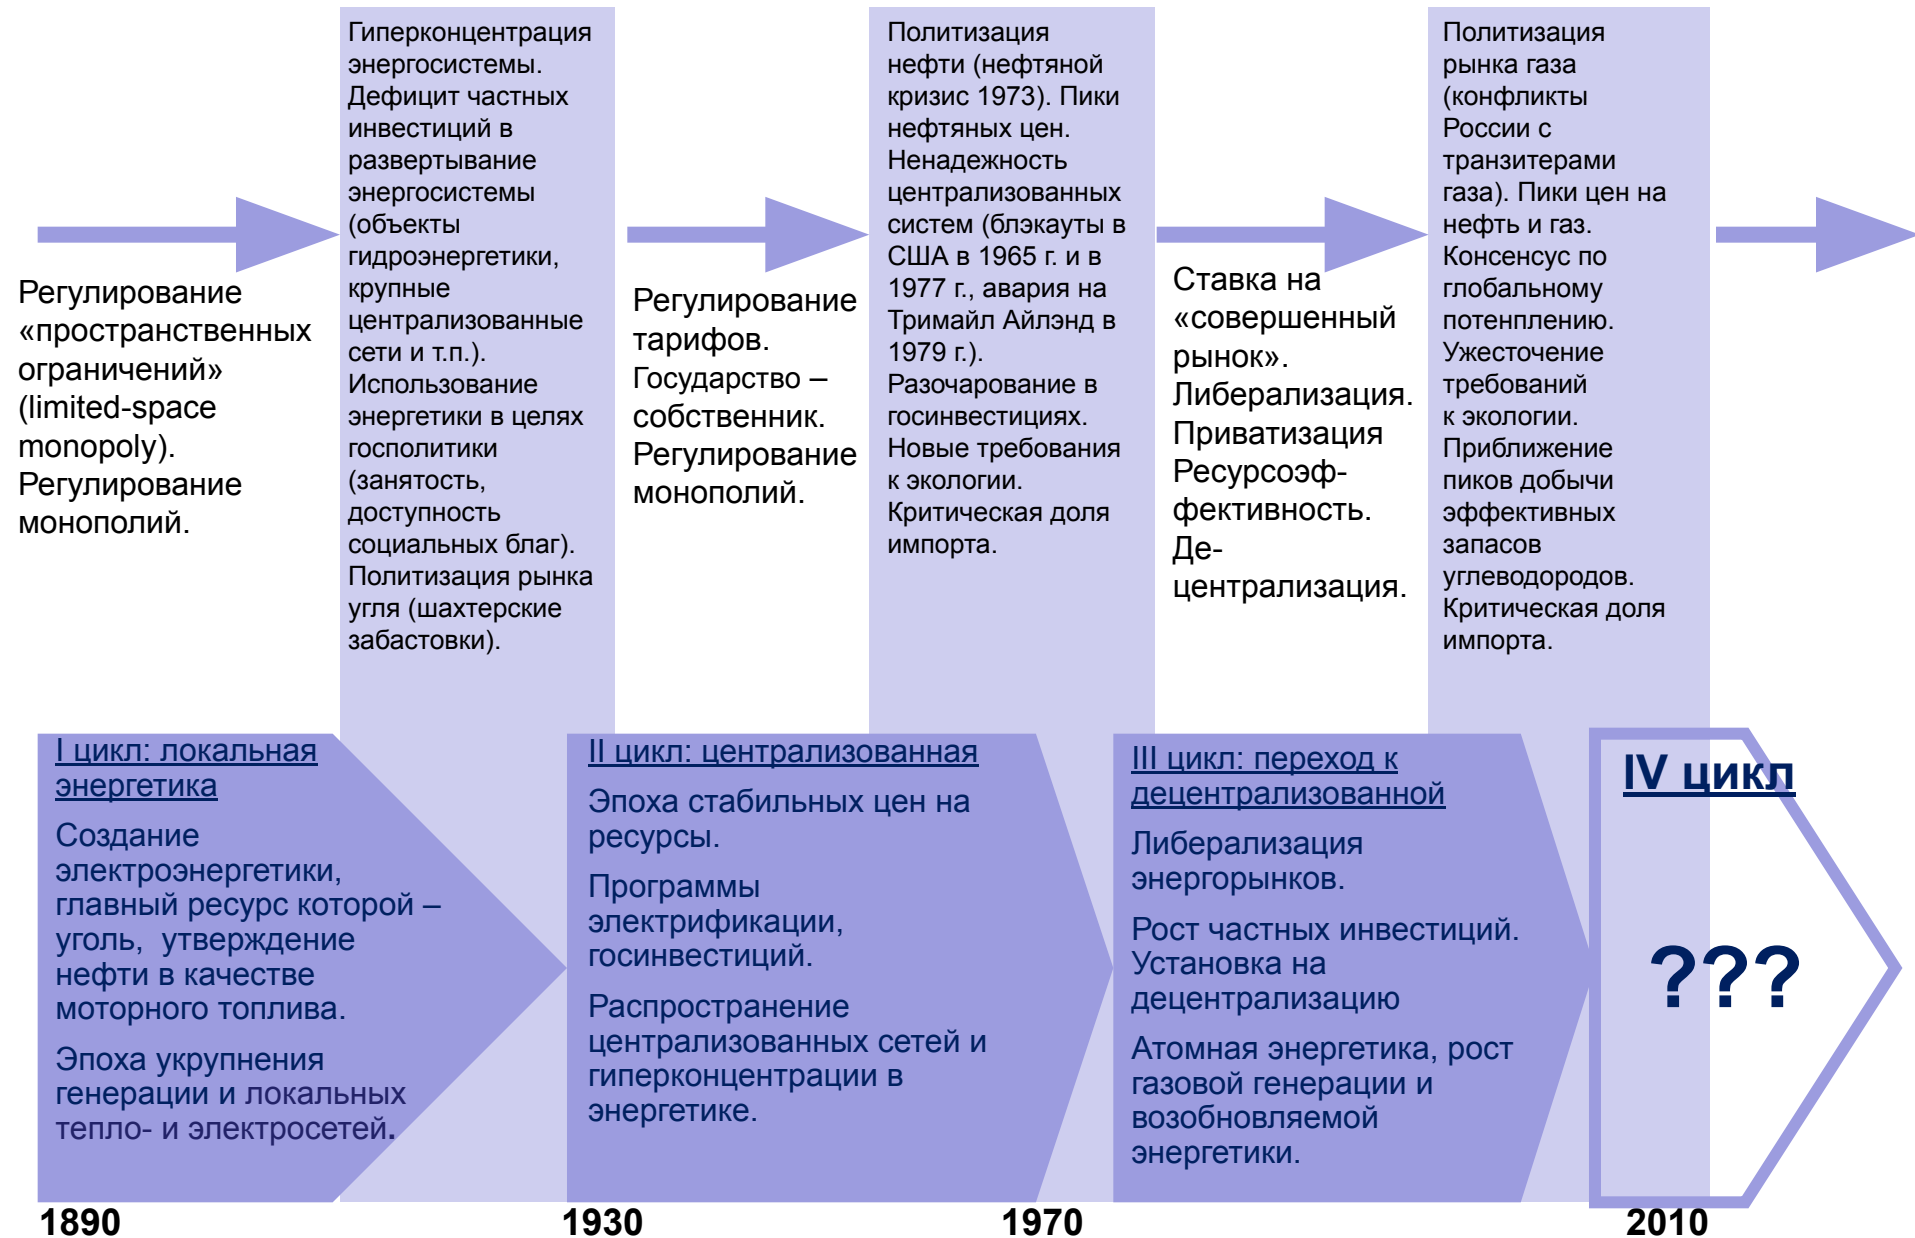 Регулирование
«пространственных
ограничений»
(limited-space
monopoly).
Регулирование
монополий.
Гиперконцентрация
энергосистемы.
Дефицит частных
инвестиций в
развертывание
энергосистемы
(объекты
гидроэнергетики,
крупные
централизованные
сети и т.п.).
Использование
энергетики в целях
госполитики
(занятость,
доступность
социальных благ).
Политизация рынка
угля (шахтерские
забастовки).
Регулирование
тарифов.
Государство –
собственник.
Регулирование
монополий.
Политизация
нефти (нефтяной
кризис 1973). Пики
нефтяных цен.
Ненадежность
централизованных
систем (блэкауты в
США в 1965 г. и в
1977 г., авария на
Тримайл Айлэнд в
1979 г.).
Разочарование в
госинвестициях.
Новые требования
к экологии.
Критическая доля
импорта.
Ставка на
«совершенный
рынок».
Либерализация.
Приватизация
Ресурсоэф-
фективность.
Де-
централизация.
Политизация
рынка газа
(конфликты
России с
транзитерами
газа). Пики цен на
нефть и газ.
Консенсус по
глобальному
потенплению.
Ужесточение
требований
к экологии.
Приближение
пиков добычи
эффективных
запасов
углеводородов.
Критическая доля
импорта.
I цикл: локальная
энергетика
Создание
электроэнергетики,
главный ресурс которой –
уголь, утверждение
нефти в качестве
моторного топлива.
Эпоха укрупнения
генерации и локальных
тепло- и электросетей.
II цикл: централизованная
Эпоха стабильных цен на
ресурсы.
Программы
электрификации,
госинвестиций.
Распространение
централизованных сетей и
гиперконцентрации в
энергетике.
III цикл: переход к
децентрализованной
Либерализация
энергорынков.
Рост частных инвестиций.
Установка на
децентрализацию
Атомная энергетика, рост
газовой генерации и
возобновляемой
энергетики.
IV цикл
???
1890
1930
1970
2010